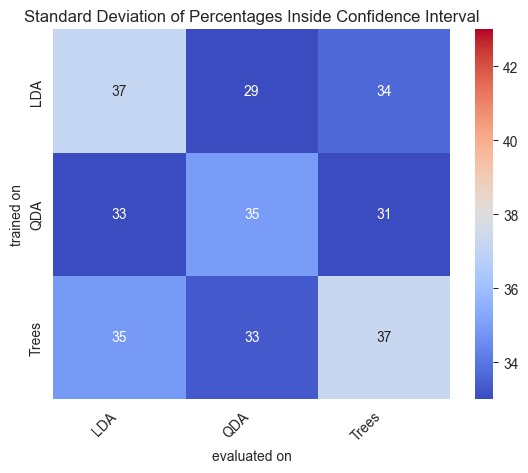 Standard Deviation of Percentages Inside Confidence Interval
trained on
LDA
37
29
34
QDA
33
35
31
Trees
35
33
37
LDA
QDA
Trees
evaluated on
42
40
38
36
34